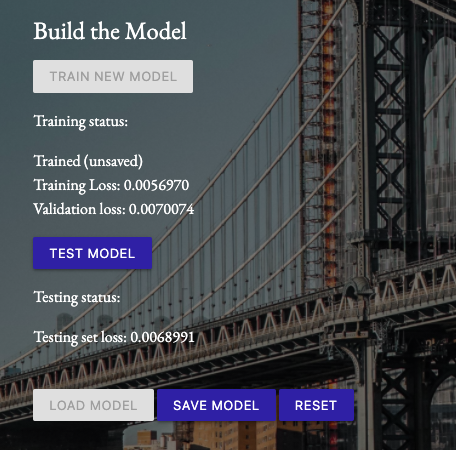 Build the Model
TRAIN NEW MODEL
Training status:
Trained (unsaved)
Training Loss: 0.0056970
Validation loss: 0.0070074
TEST MODEL
Testing status:
Testing set loss: 0.0068991
LOAD MODEL SAVE MODEL RESET